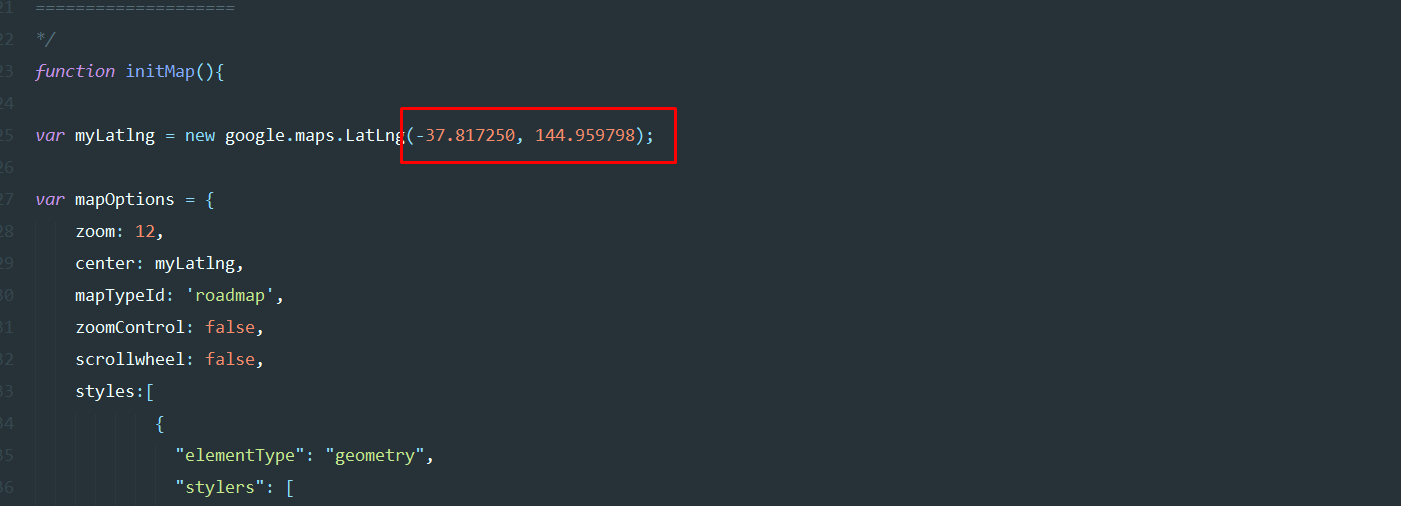 21 ====================
22 */
23 function initMap(){
24
25 var myLatlng = new google.maps.LatLng(-37.817250, 144.959798);
26
27 var mapOptions = {
28 zoom: 12,
29 center: myLatlng,
30 mapTypeId: 'roadmap',
31 zoomControl: false,
32 scrollwheel: false,
33 styles:[
34 {
35 "elementType": "geometry",
36 "stylers": [